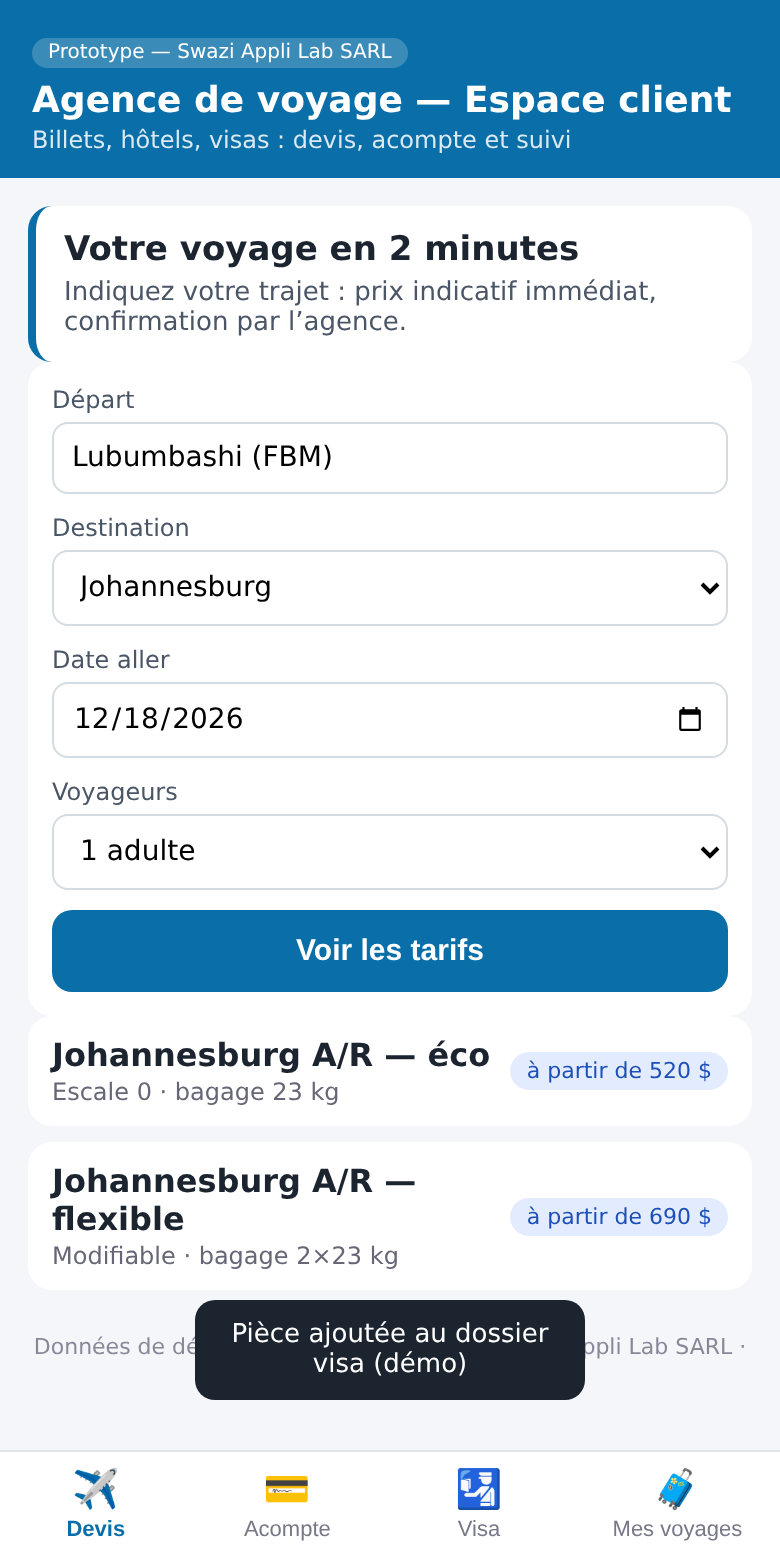 Prototype — Swazi Appli Lab SARL
Agence de voyage — Espace client
Billets, hôtels, visas : devis, acompte et suivi
Votre voyage en 2 minutes
Indiquez votre trajet : prix indicatif immédiat,
confirmation par l’agence.
Départ
Lubumbashi (FBM)
Destination
Johannesburg
Date aller
12/18/2026
Voyageurs
1 adulte
Voir les tarifs
Johannesburg A/R — éco
à partir de 520 $
Escale 0 · bagage 23 kg
Johannesburg A/R —
flexible
à partir de 690 $
Modifiable · bagage 2×23 kg
Pièce ajoutée au dossier
visa (démo)
Données de Lab SARL ·
Devis
Acompte
Visa
Mes voyages